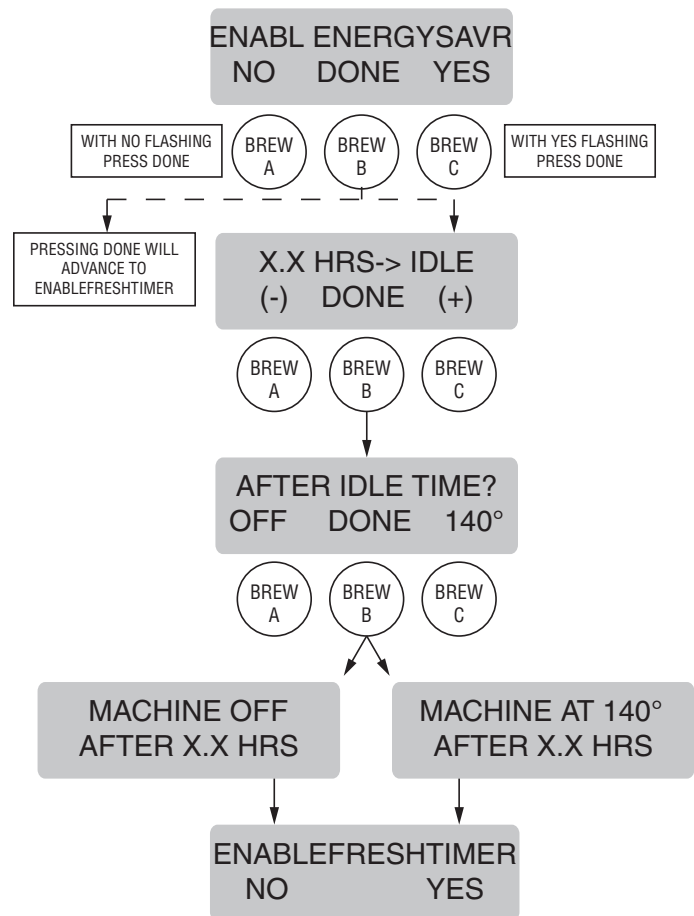 ENABL ENERGYSAVR
NO DONE YES
WITH NO FLASHING
PRESS DONE
BREW
A
BREW
B
BREW
C
WITH YES FLASHING
PRESS DONE
PRESSING DONE WILL
ADVANCE TO
ENABLEFRESHTIMER
X.X HRS-> IDLE
(-) DONE (+)
BREW
A
BREW
B
BREW
C
AFTER IDLE TIME?
OFF DONE 140°
BREW
A
BREW
B
BREW
C
MACHINE OFF
AFTER X.X HRS
MACHINE AT 140°
AFTER X.X HRS
ENABLEFRESHTIMER
NO YES